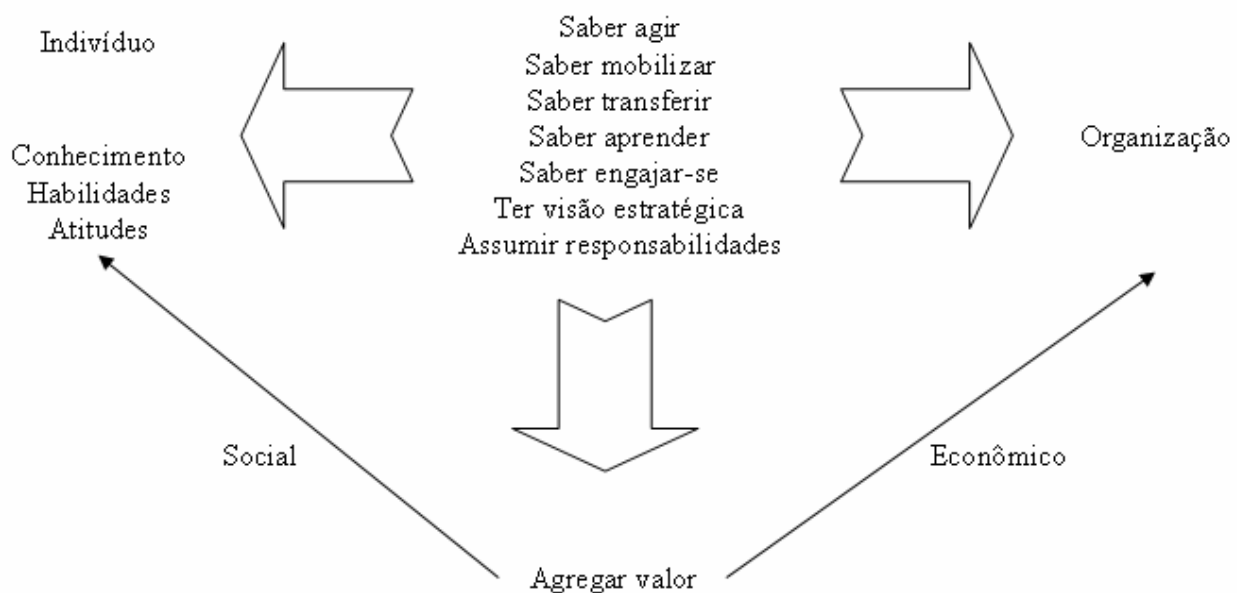 Indivíduo
Conhecimento
Habilidades
Atitudes
Saber agir
Saber mobilizar
Saber transferir
Saber aprender
Saber engajar-se
Ter visão estratégica
Assumir responsabilidades
Organização
Social
Econômico
Agregar valor